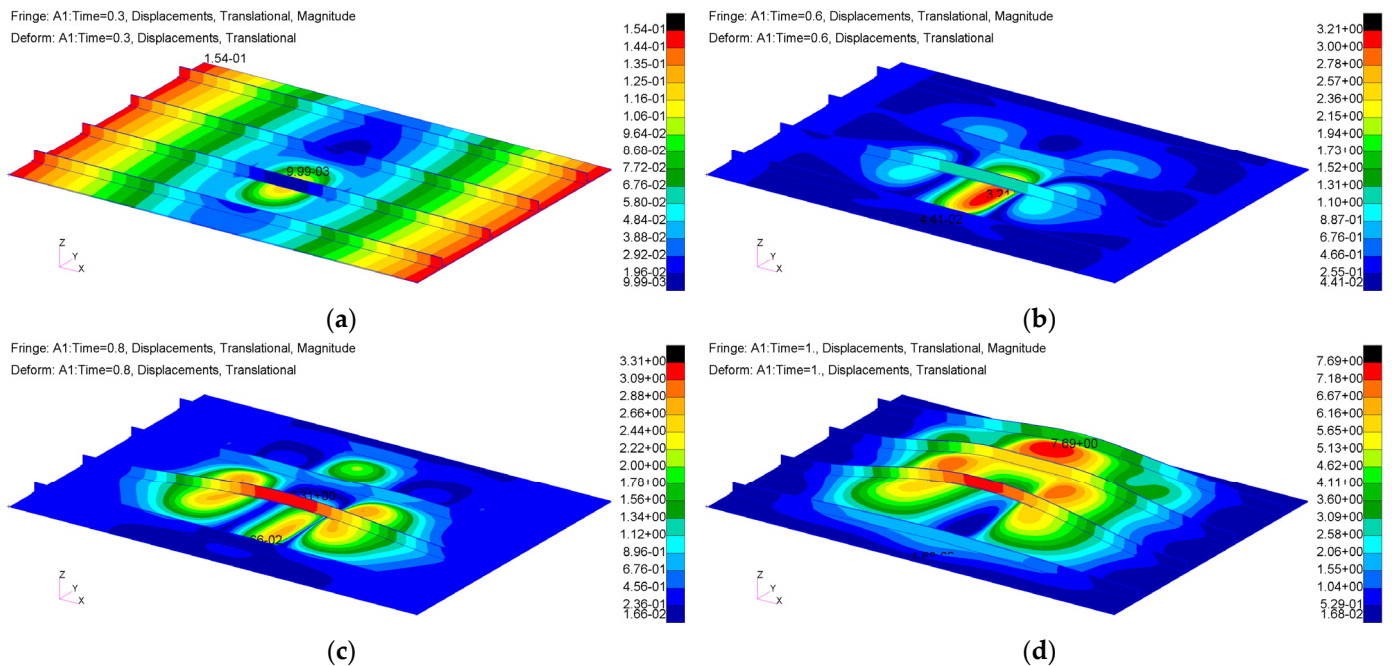 Fringe: A1:Time=0.3, Displacements, Translational, Magnitude
Deform: A1:Time=0.3, Displacements, Translational
1.54-01
9.99-03
Z
Y
X
1.54-01
1.44-01
1.35-01
1.25-01
1.16-01
1.06-01
9.64-02
8.68-02
7.72-02
6.76-02
5.80-02
4.84-02
3.88-02
2.92-02
1.96-02
9.99-03
(a)
Fringe: A1:Time=0.6, Displacements, Translational, Magnitude
Deform: A1:Time=0.6, Displacements, Translational
3.21
4.41-02
Z
Y
X
3.21+00
3.00+00
2.78+00
2.57+00
2.36+00
2.15+00
1.94+00
1.73+00
1.52+00
1.31+00
1.10+00
8.87-01
6.76-01
4.66-01
2.55-01
4.41-02
(b)
Fringe: A1:Time=0.8, Displacements, Translational, Magnitude
Deform: A1:Time=0.8, Displacements, Translational
Z
Y
X
3.31+00
3.09+00
2.88+00
2.66+00
2.44+00
2.22+00
2.00+00
1.78+00
1.56+00
1.34+00
1.12+00
8.96-01
6.76-01
4.56-01
2.36-01
1.66-02
(c)
Fringe: A1:Time=1., Displacements, Translational, Magnitude
Deform: A1:Time=1., Displacements, Translational
7.69+00
Z
Y
X
7.69+00
7.18+00
6.67+00
6.16+00
5.65+00
5.13+00
4.62+00
4.11+00
3.60+00
3.09+00
2.58+00
2.06+00
1.55+00
1.04+00
5.29-01
1.68-02
(d)